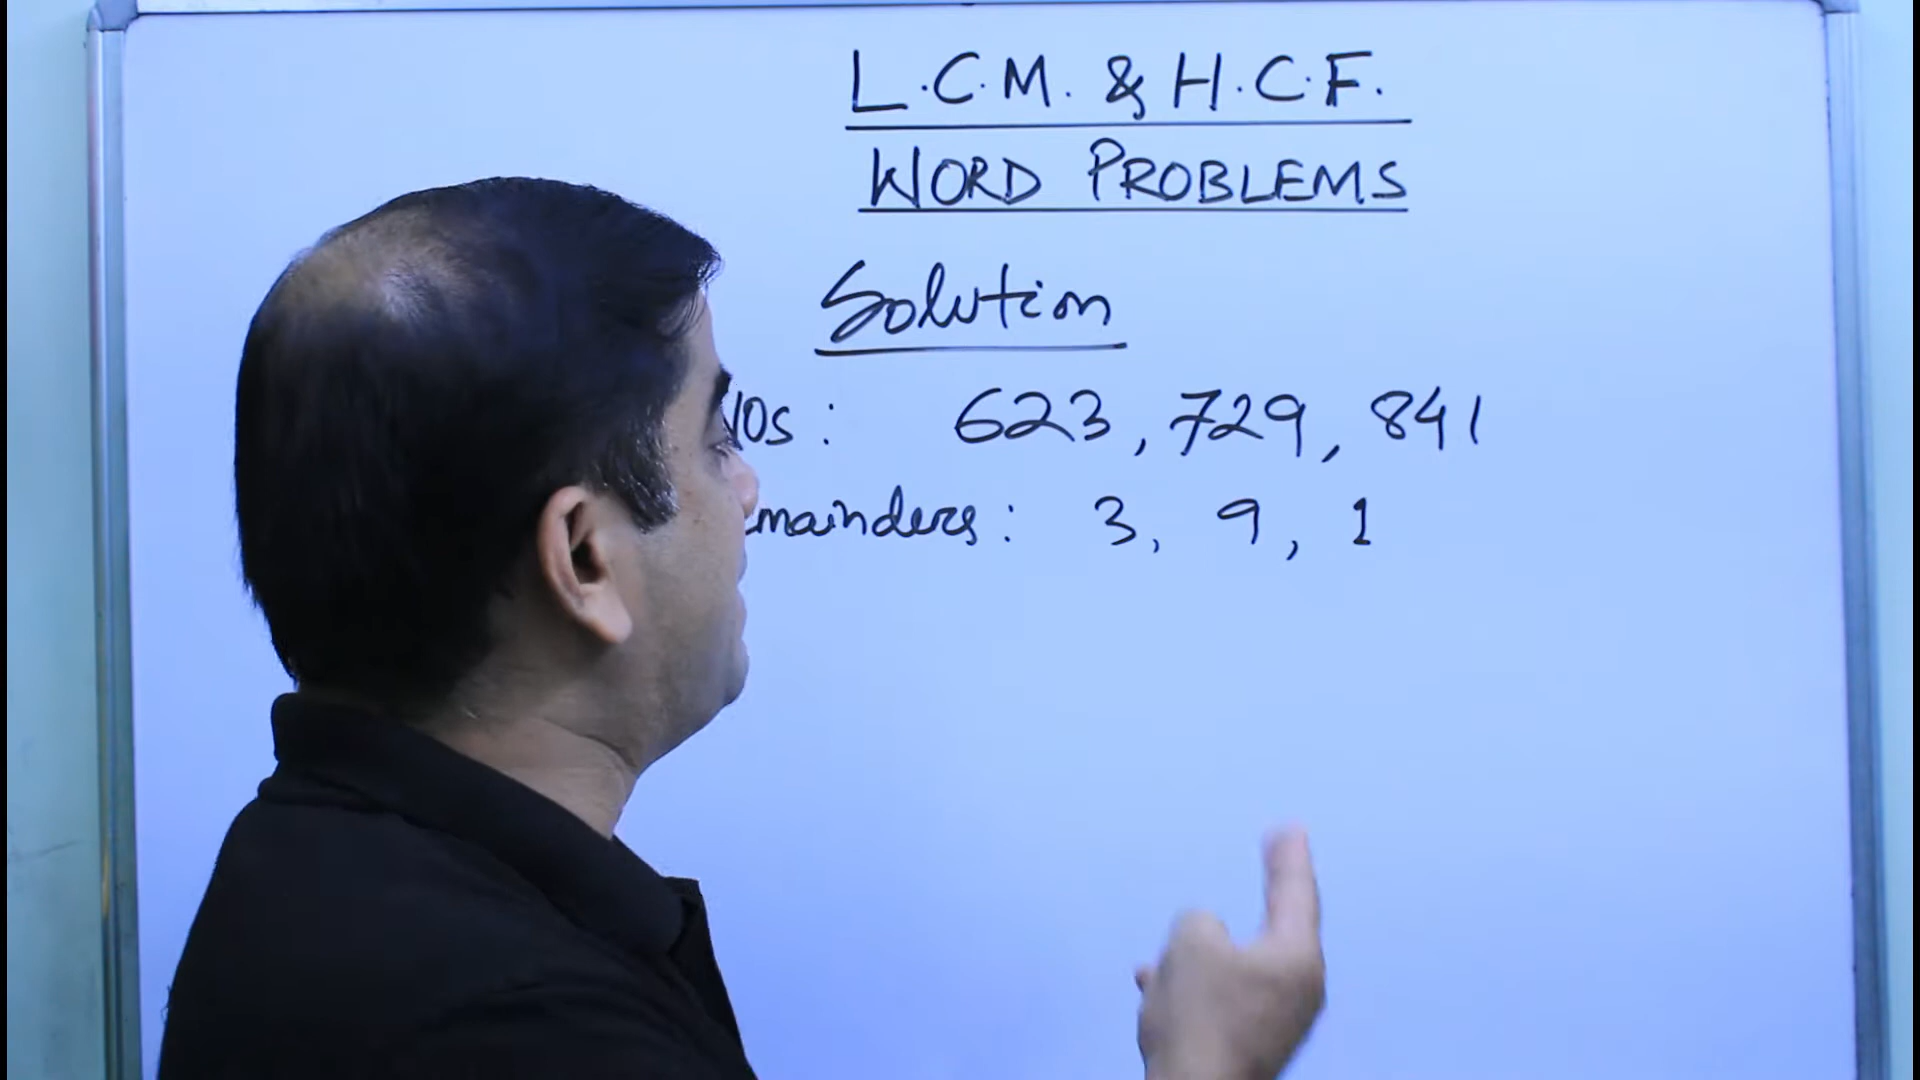 L.C.M. & H.C.F.
WORD PROBLEMS
Solution
: 623, 729, 841
: 3, 9, 1